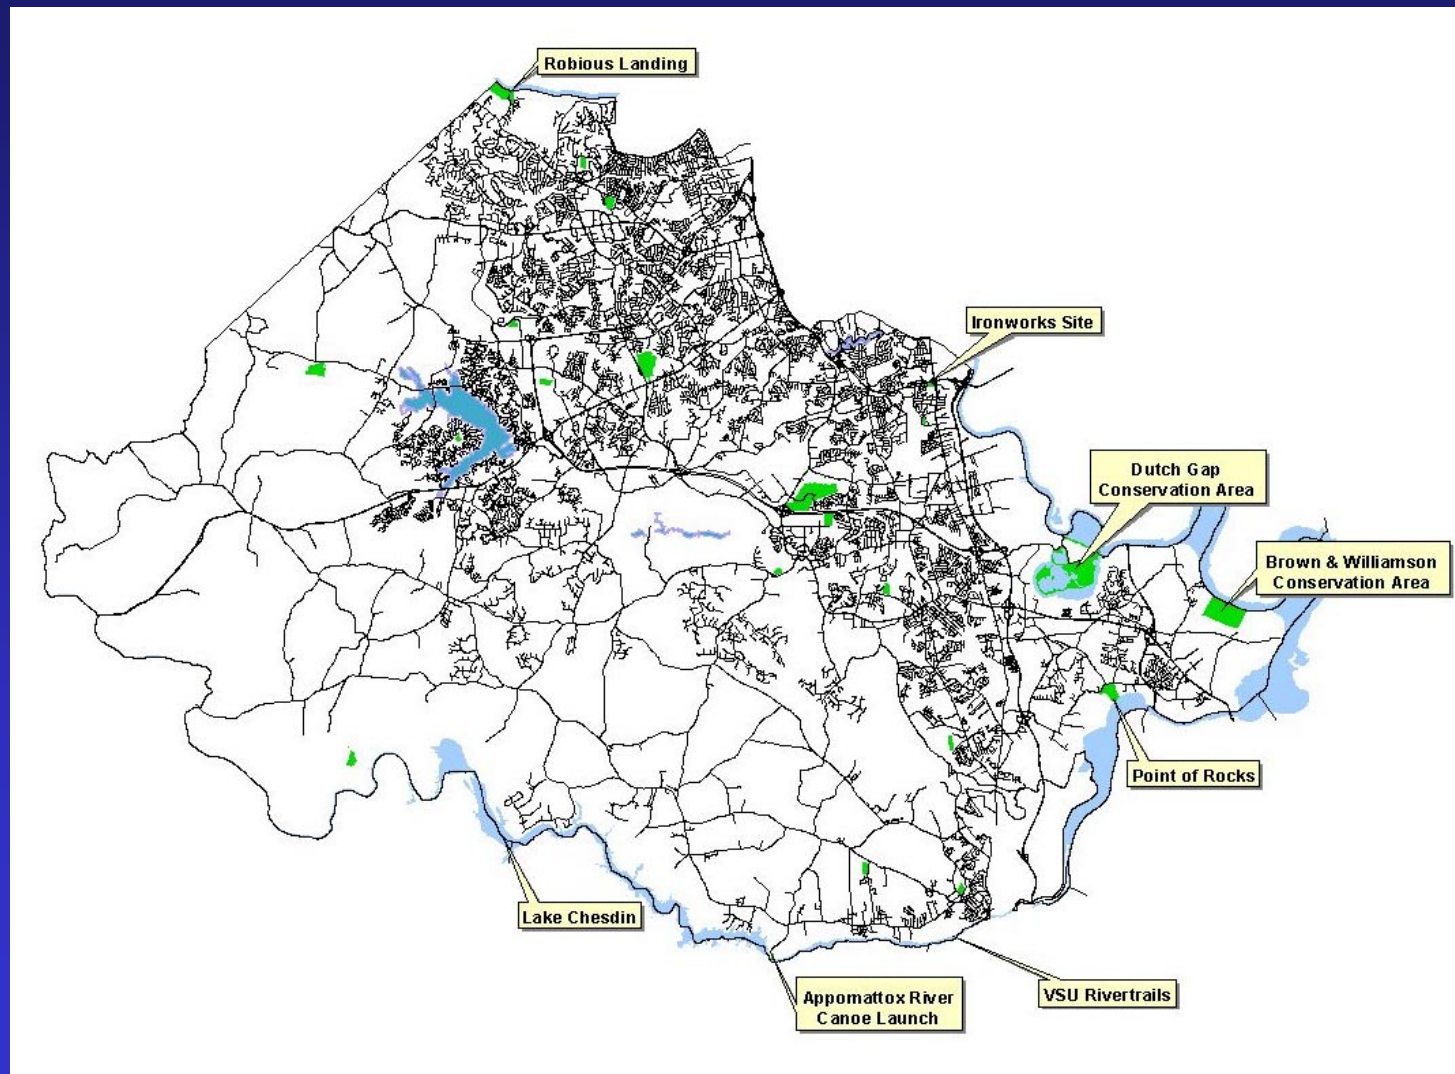 Robious Landing
Ironworks Site
Dutch Gap
Conservation Area
Brown & Williamson
Conservation Area
Point of Rocks
Lake Chesdin
VSU Rivertrails
Appomattox River
Canoe Launch